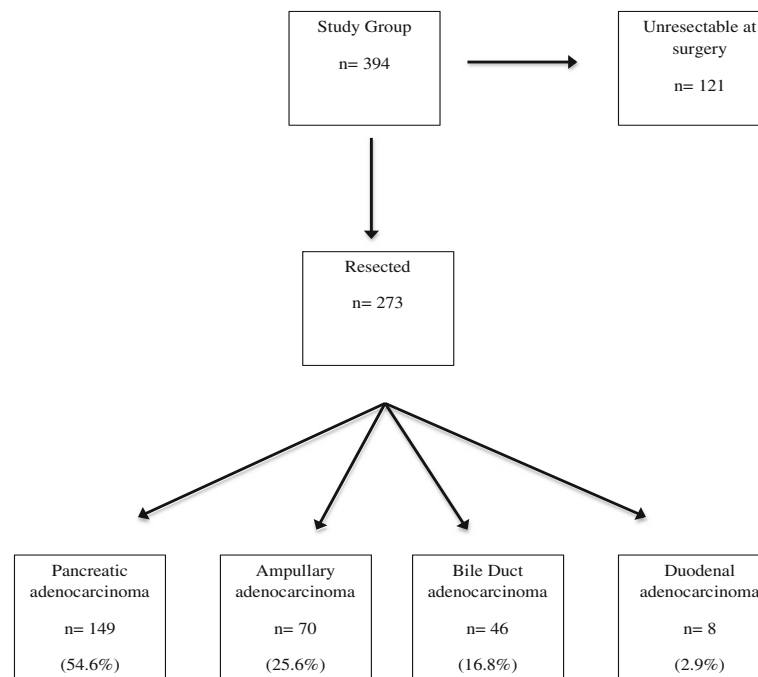 Study Group
n= 394
Unresectable at
surgery
n= 121
Resected
n= 273
Pancreatic
adenocarcinoma
n= 149
(54.6%)
Ampullary
adenocarcinoma
n= 70
(25.6%)
Bile Duct
adenocarcinoma
n= 46
(16.8%)
Duodenal
adenocarcinoma
n= 8
(2.9%)